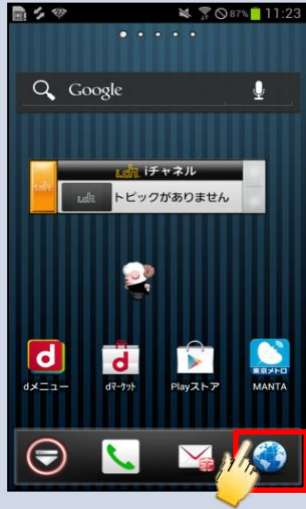 87% 11:23
Google
iチャネル
トピックがありません
dメニュー
dマーケット
Playストア
東京メトロ
MANTA